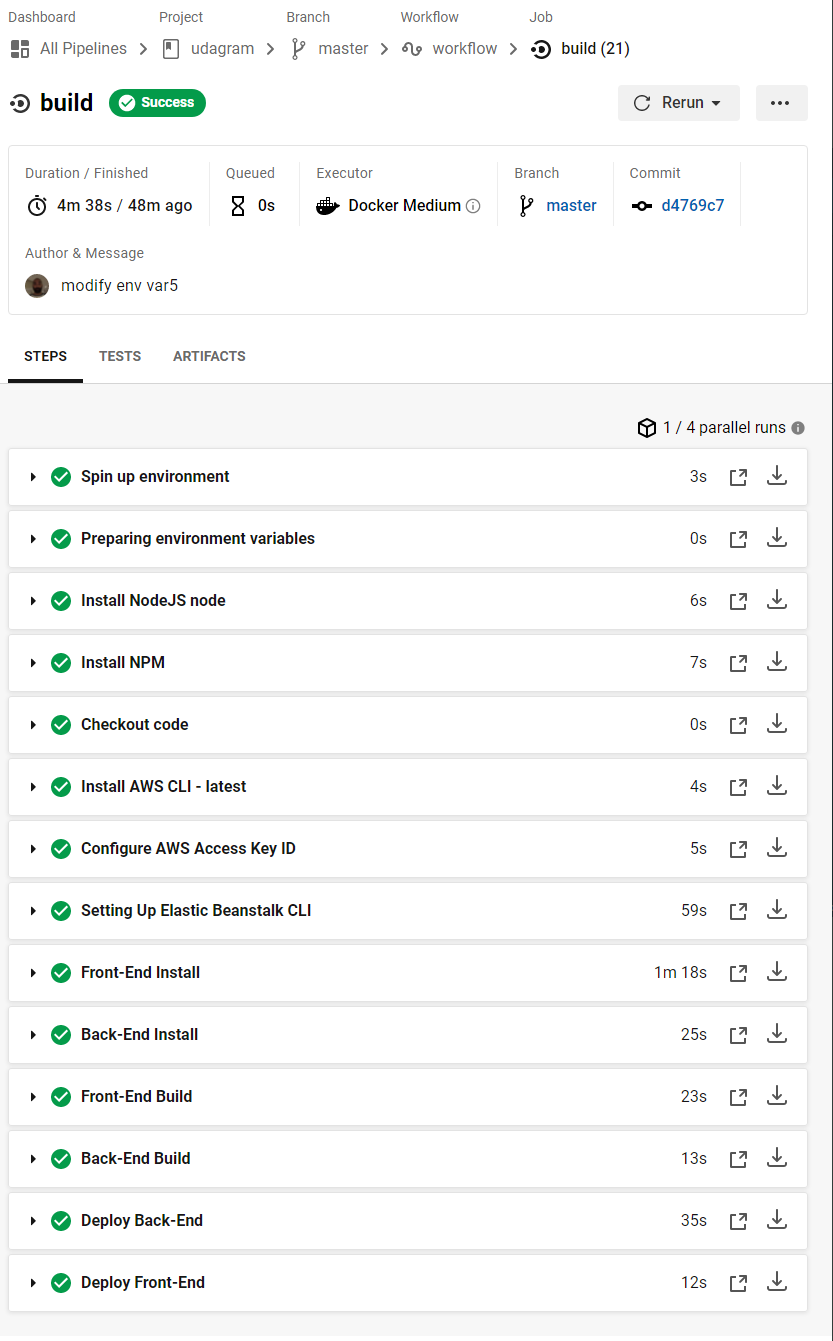 Dashboard Project Branch Workflow Job
All Pipelines udagram master workflow build (21)
build Success Rerun
Duration / Finished Queued Executor Branch Commit
4m 38s / 48m ago 0s Docker Medium master d4769c7
Author & Message
modify env var5
STEPS TESTS ARTIFACTS
1 / 4 parallel runs
Spin up environment 3s
Preparing environment variables 0s
Install NodeJS node 6s
Install NPM 7s
Checkout code 0s
Install AWS CLI - latest 4s
Configure AWS Access Key ID 5s
Setting Up Elastic Beanstalk CLI 59s
Front-End Install 1m 18s
Back-End Install 25s
Front-End Build 23s
Back-End Build 13s
Deploy Back-End 35s
Deploy Front-End 12s